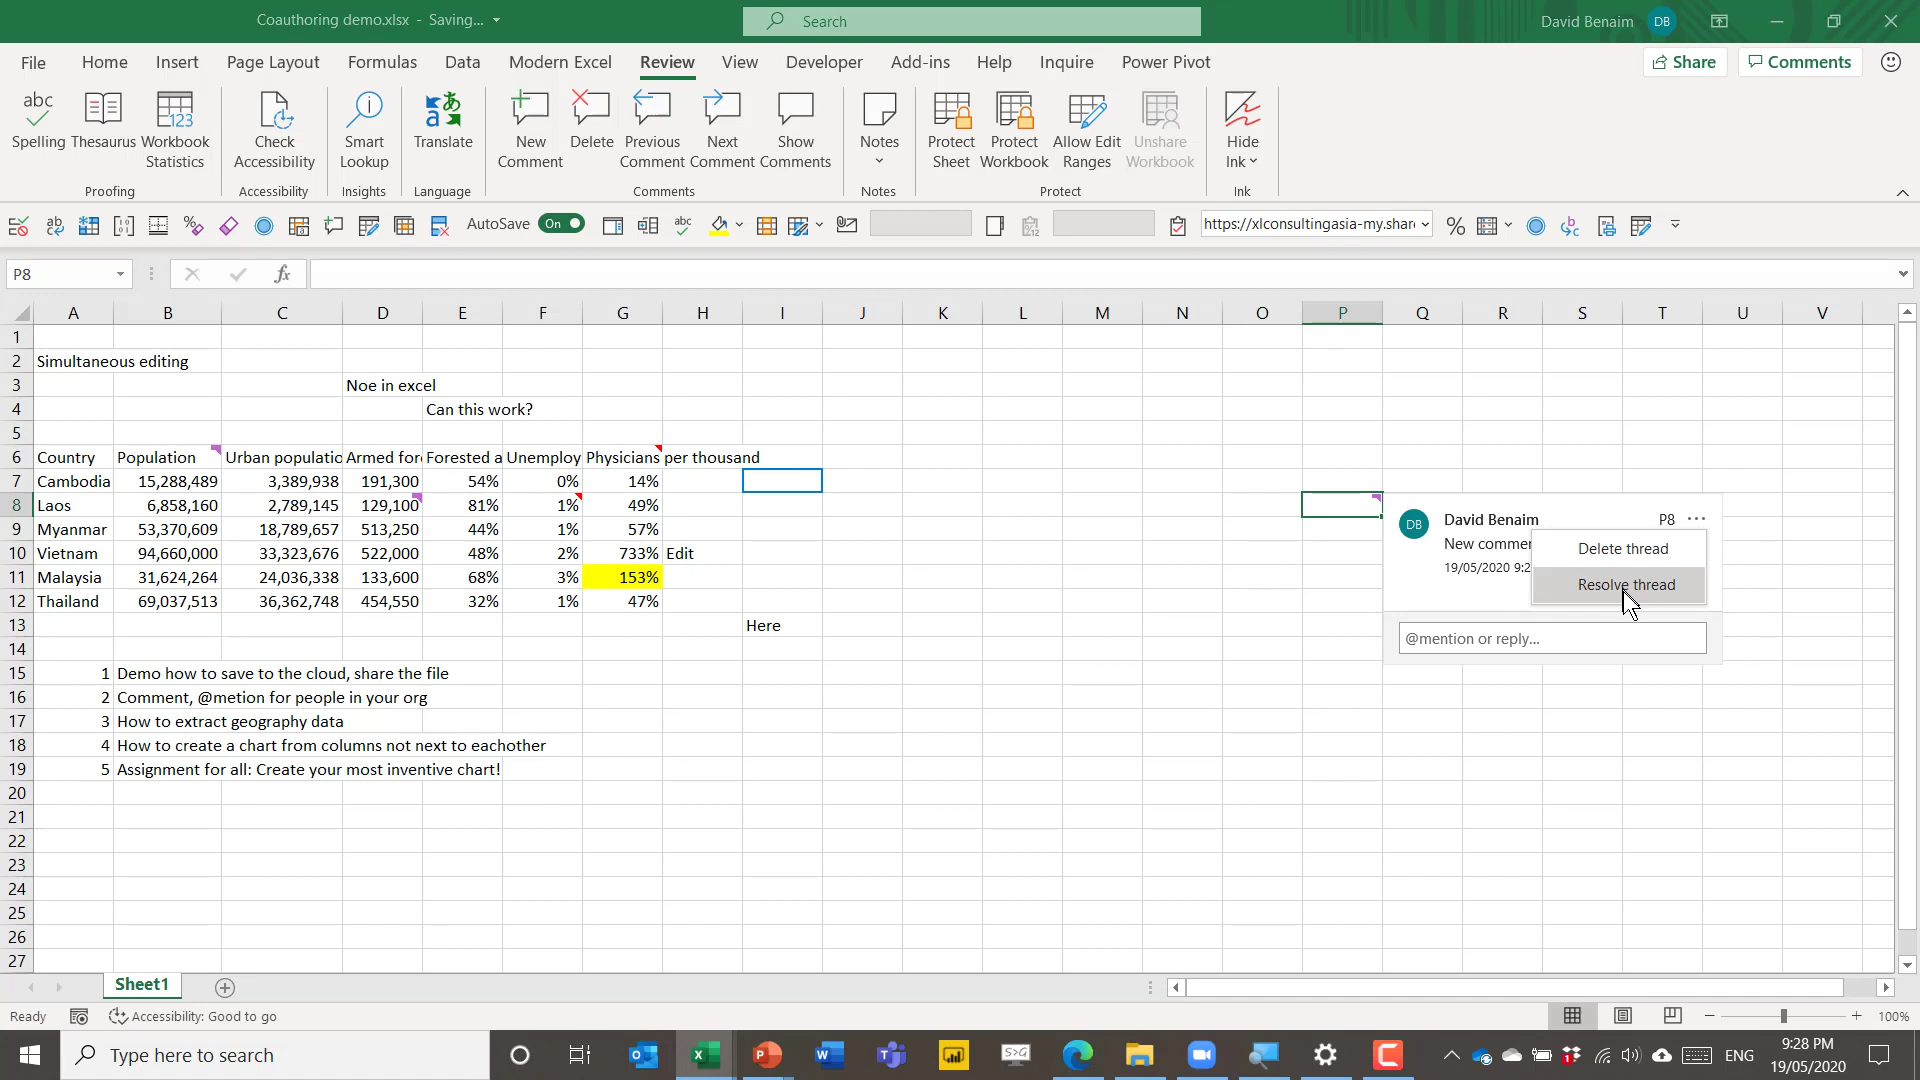 Coauthoring demo.xlsx - Saving...
Search
David Benaim DB
File Home Insert Page Layout Formulas Data Modern Excel Review View Developer Add-ins Help Inquire Power Pivot Share Comments
Spelling Thesaurus Workbook Statistics Check Accessibility Smart Lookup Translate New Comment Delete Previous Comment Next Comment Show Comments Notes Protect Sheet Protect Workbook Allow Edit Ranges Unshare Workbook Hide Ink
Proofing Accessibility Insights Language Comments Notes Protect Ink
AutoSave On https://xlconsultingasia-my.shar
P8 fx
A B C D E F G H I J K L M N O P Q R S T U V
1
2 Simultaneous editing
3 Noe in excel
4 Can this work?
5
6 Country Population Urban populatio Armed for Forested a Unemploy Physicians per thousand
7 Cambodia 15,288,489 3,389,938 191,300 54% 0% 14%
8 Laos 6,858,160 2,789,145 129,100 81% 1% 49%
9 Myanmar 53,370,609 18,789,657 513,250 44% 1% 57%
10 Vietnam 94,660,000 33,323,676 522,000 48% 2% 733% Edit
11 Malaysia 31,624,264 24,036,338 133,600 68% 3% 153%
12 Thailand 69,037,513 36,362,748 454,550 32% 1% 47%
13 Here
14
15 1 Demo how to save to the cloud, share the file
16 2 Comment, @metion for people in your org
17 3 How to extract geography data
18 4 How to create a chart from columns not next to eachother
19 5 Assignment for all: Create your most inventive chart!
20
21
22
23
24
25
26
27
DB David Benaim P8 ...
New commen
19/05/2020 9:2
Delete thread
Resolve thread
@mention or reply...
Sheet1
Ready Accessibility: Good to go 100%
Type here to search
ENG
9:28 PM
19/05/2020